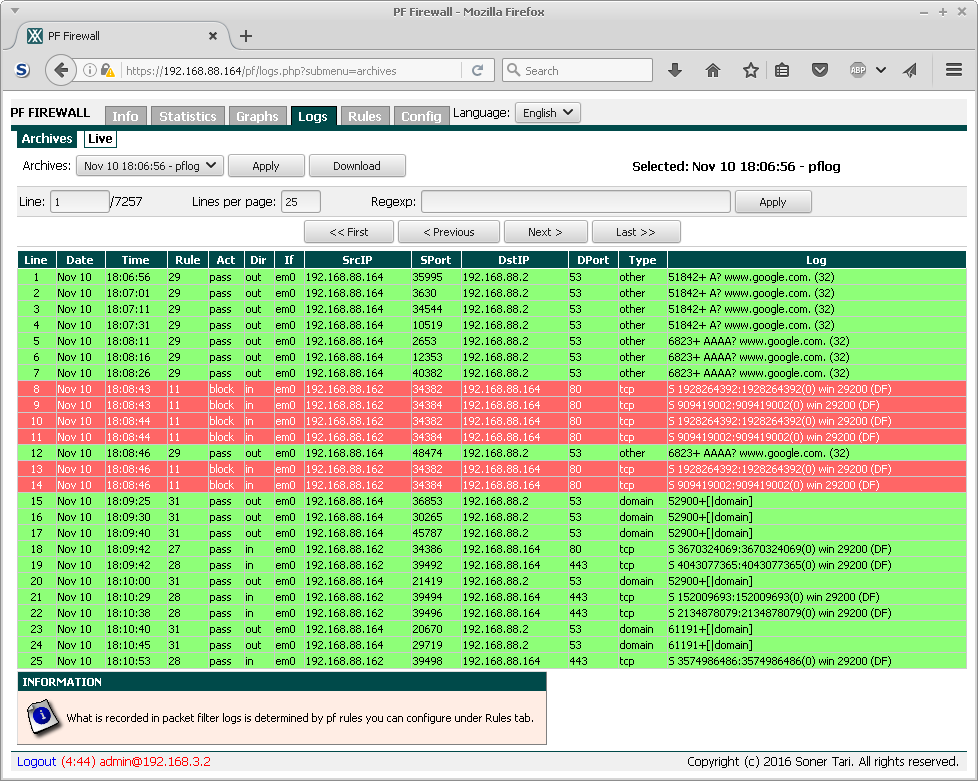 PF Firewall - Mozilla Firefox
PF Firewall
https://192.168.88.164/pf/logs.php?submenu=archives
Search
PF FIREWALL Info Statistics Graphs Logs Rules Config Language: English
Archives Live
Archives: Nov 10 18:06:56 - pflog Apply Download Selected: Nov 10 18:06:56 - pflog
Line: 1 /7257 Lines per page: 25 Regexp: Apply
<< First < Previous Next > Last >>
Line Date Time Rule Act Dir If SrcIP SPort DstIP DPort Type Log
1 Nov 10 18:06:56 29 pass out em0 192.168.88.164 35995 192.168.88.2 53 other 51842+ A? www.google.com. (32)
2 Nov 10 18:07:01 29 pass out em0 192.168.88.164 3630 192.168.88.2 53 other 51842+ A? www.google.com. (32)
3 Nov 10 18:07:11 29 pass out em0 192.168.88.164 34544 192.168.88.2 53 other 51842+ A? www.google.com. (32)
4 Nov 10 18:07:31 29 pass out em0 192.168.88.164 10519 192.168.88.2 53 other 51842+ A? www.google.com. (32)
5 Nov 10 18:08:11 29 pass out em0 192.168.88.164 2653 192.168.88.2 53 other 6823+ AAAA? www.google.com. (32)
6 Nov 10 18:08:16 29 pass out em0 192.168.88.164 12353 192.168.88.2 53 other 6823+ AAAA? www.google.com. (32)
7 Nov 10 18:08:26 29 pass out em0 192.168.88.164 40382 192.168.88.2 53 other 6823+ AAAA? www.google.com. (32)
8 Nov 10 18:08:43 11 block in em0 192.168.88.162 34382 192.168.88.164 80 tcp S 1928264392:1928264392(0) win 29200 (DF)
9 Nov 10 18:08:43 11 block in em0 192.168.88.162 34384 192.168.88.164 80 tcp S 909419002:909419002(0) win 29200 (DF)
10 Nov 10 18:08:44 11 block in em0 192.168.88.162 34382 192.168.88.164 80 tcp S 1928264392:1928264392(0) win 29200 (DF)
11 Nov 10 18:08:44 11 block in em0 192.168.88.162 34384 192.168.88.164 80 tcp S 909419002:909419002(0) win 29200 (DF)
12 Nov 10 18:08:46 29 pass out em0 192.168.88.164 48474 192.168.88.2 53 other 6823+ AAAA? www.google.com. (32)
13 Nov 10 18:08:46 11 block in em0 192.168.88.162 34382 192.168.88.164 80 tcp S 1928264392:1928264392(0) win 29200 (DF)
14 Nov 10 18:08:46 11 block in em0 192.168.88.162 34384 192.168.88.164 80 tcp S 909419002:909419002(0) win 29200 (DF)
15 Nov 10 18:09:25 31 pass out em0 192.168.88.164 36853 192.168.88.2 53 domain 52900+[|domain]
16 Nov 10 18:09:30 31 pass out em0 192.168.88.164 30265 192.168.88.2 53 domain 52900+[|domain]
17 Nov 10 18:09:40 31 pass out em0 192.168.88.164 45787 192.168.88.2 53 domain 52900+[|domain]
18 Nov 10 18:09:42 27 pass in em0 192.168.88.162 34386 192.168.88.164 80 tcp S 3670324069:3670324069(0) win 29200 (DF)
19 Nov 10 18:09:42 28 pass in em0 192.168.88.162 39492 192.168.88.164 443 tcp S 4043077365:4043077365(0) win 29200 (DF)
20 Nov 10 18:10:00 31 pass out em0 192.168.88.164 21419 192.168.88.2 53 domain 52900+[|domain]
21 Nov 10 18:10:29 28 pass in em0 192.168.88.162 39494 192.168.88.164 443 tcp S 152009693:152009693(0) win 29200 (DF)
22 Nov 10 18:10:38 28 pass in em0 192.168.88.162 39496 192.168.88.164 443 tcp S 2134878079:2134878079(0) win 29200 (DF)
23 Nov 10 18:10:40 31 pass out em0 192.168.88.164 20670 192.168.88.2 53 domain 61191+[|domain]
24 Nov 10 18:10:45 31 pass out em0 192.168.88.164 29719 192.168.88.2 53 domain 61191+[|domain]
25 Nov 10 18:10:53 28 pass in em0 192.168.88.162 39498 192.168.88.164 443 tcp S 3574986486:3574986486(0) win 29200 (DF)
INFORMATION
What is recorded in packet filter logs is determined by pf rules you can configure under Rules tab.
Logout (4:44) admin@192.168.3.2 Copyright (c) 2016 Soner Tari. All rights reserved.